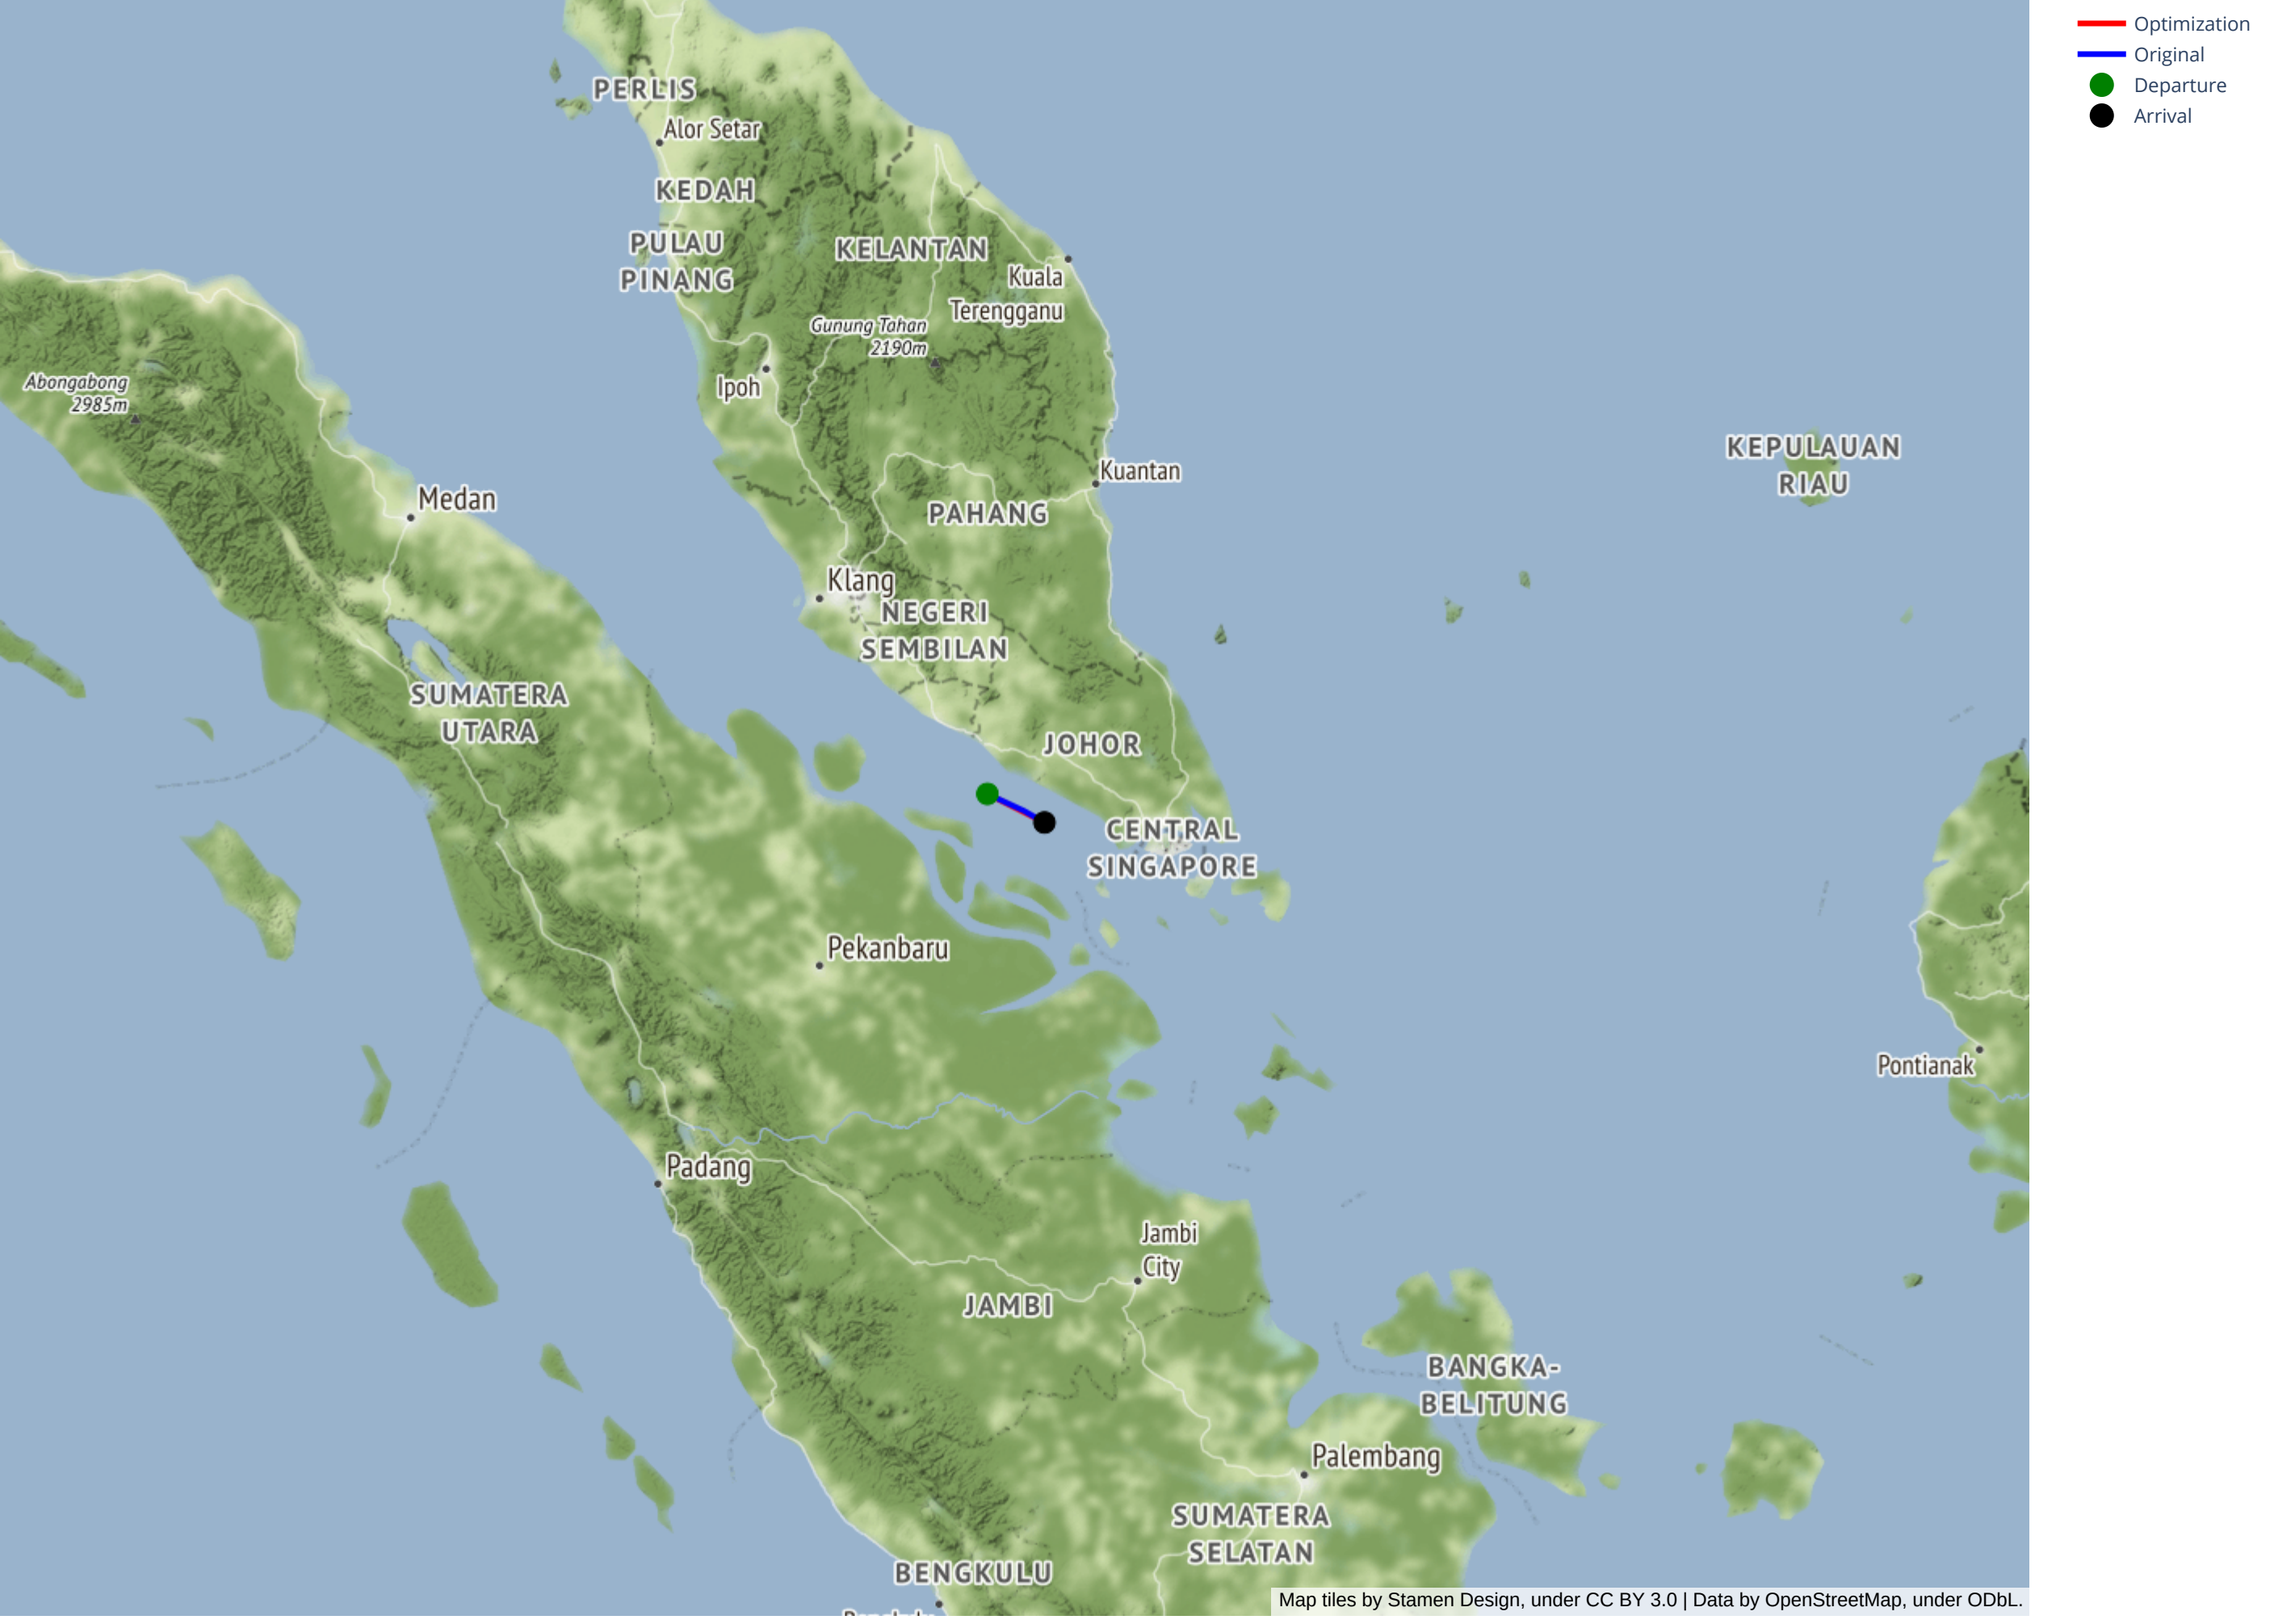 Optimization
Original
Departure
Arrival
PERLIS
Alor Setar
KEDAH
PULAU
PINANG
KELANTAN
Kuala
Terengganu
Gunung Tahan
2190m
Ipoh
Abongabong
2985m
KEPULAUAN
RIAU
Kuantan
Medan
PAHANG
Klang
NEGERI
SEMBILAN
SUMATERA
UTARA
JOHOR
CENTRAL
SINGAPORE
Pekanbaru
Pontianak
Padang
Jambi
City
JAMBI
BANGKA-
BELITUNG
Palembang
SUMATERA
SELATAN
BENGKULU
Map tiles by Stamen Design, under CC BY 3.0 | Data by OpenStreetMap, under ODbL.